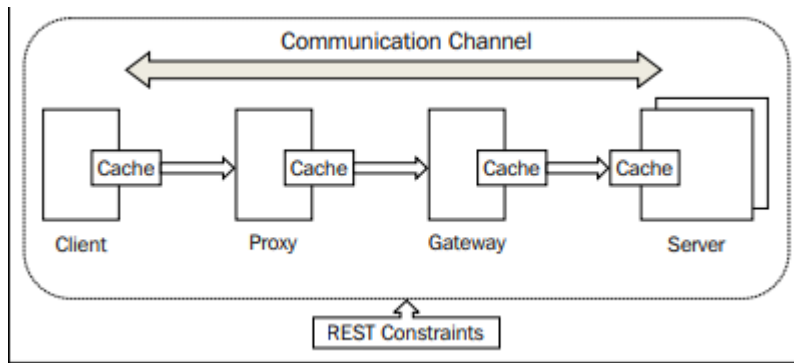 Communication Channel
Cache
Cache
Cache
Cache
Client
Proxy
Gateway
Server
REST Constraints